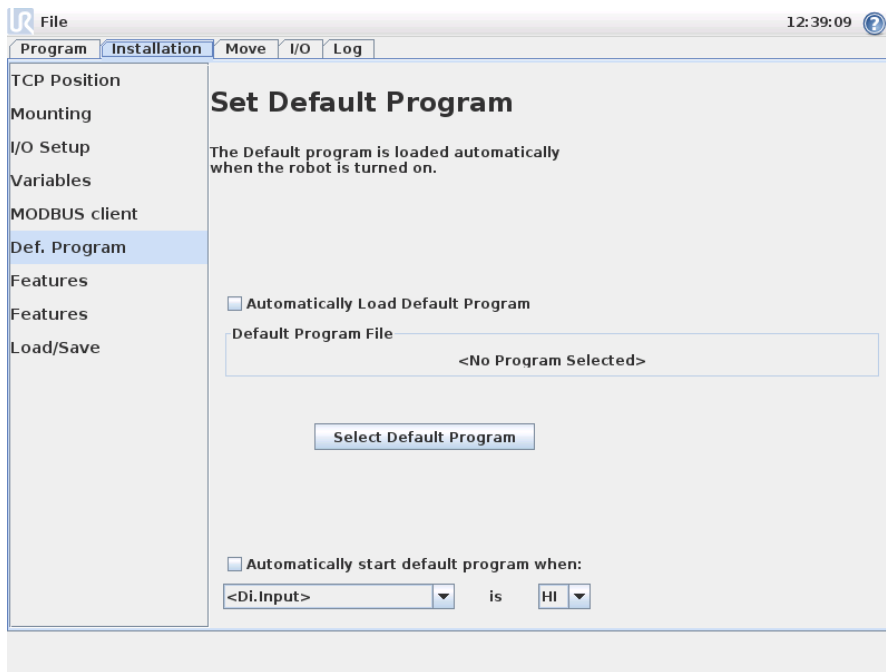 UR File 12:39:09 ?
Program Installation Move I/O Log
TCP Position
Mounting
I/O Setup
Variables
MODBUS client
Def. Program
Features
Features
Load/Save
Set Default Program
The Default program is loaded automatically
when the robot is turned on.
Automatically Load Default Program
Default Program File
<No Program Selected>
Select Default Program
Automatically start default program when:
<Di.Input> is HI